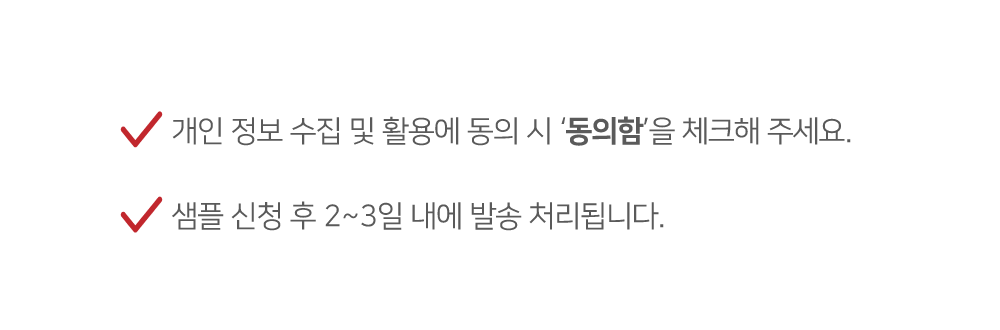 개인 정보 수집 및 활용에 동의 시 ‘동의함’을 체크해 주세요.
샘플 신청 후 2~3일 내에 발송 처리됩니다.